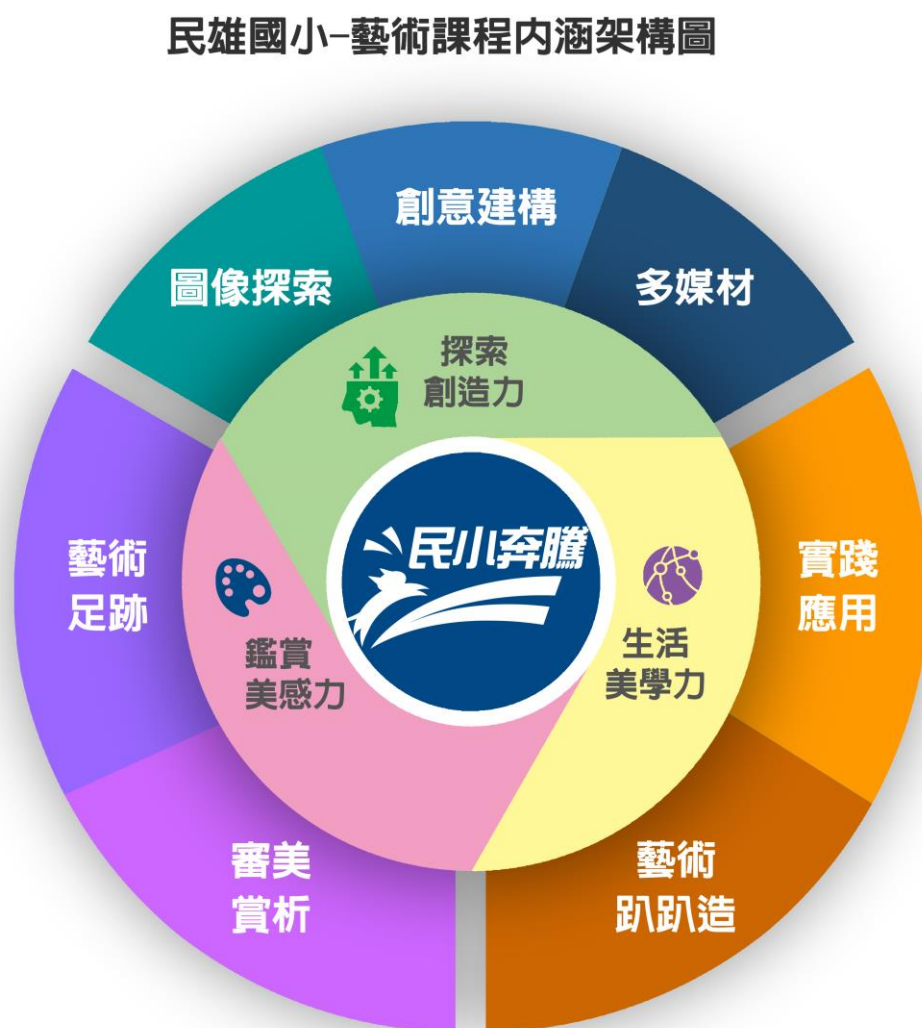 民雄國小-藝術課程內涵架構圖
創意建構
圖像探索
多媒材
探索
創造力
民小奔騰
藝術
足跡
實踐
應用
鑑賞
美感力
生活
美學力
審美
賞析
藝術
趴趴造